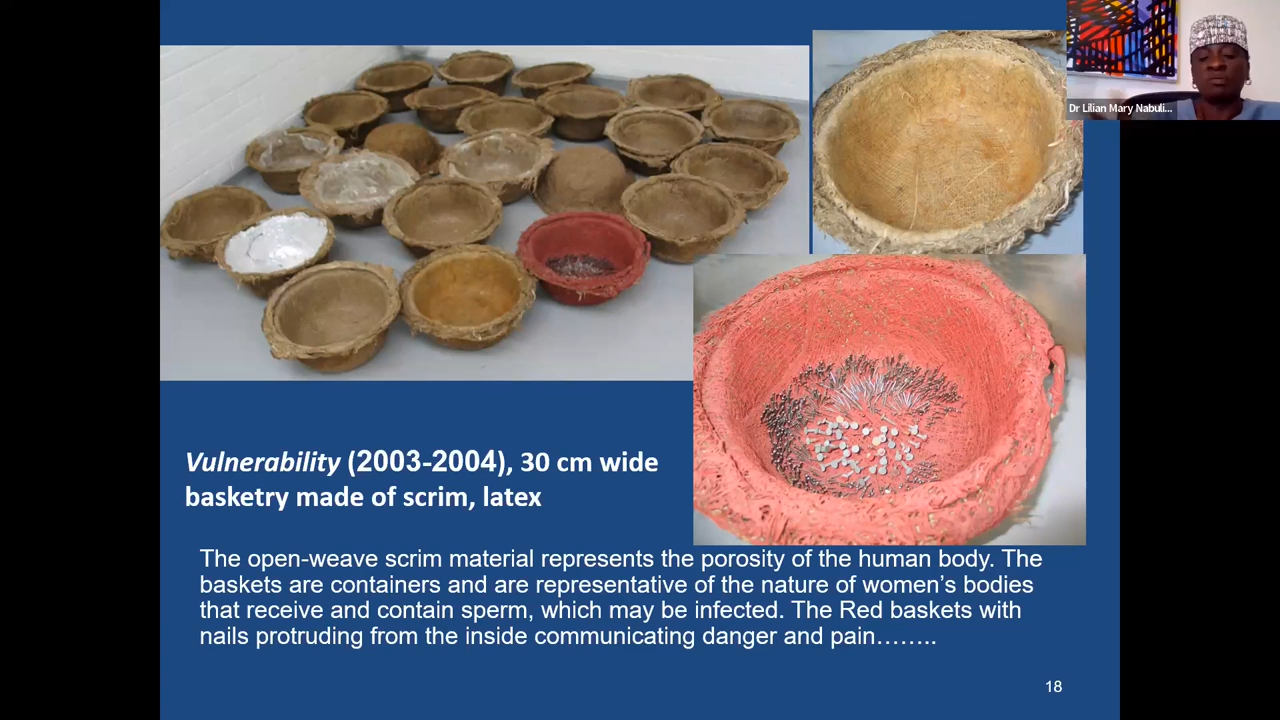 Dr Lilian Mary Nabuli...
Vulnerability (2003-2004), 30 cm wide
basketry made of scrim, latex
The open-weave scrim material represents the porosity of the human body. The
baskets are containers and are representative of the nature of women’s bodies
that receive and contain sperm, which may be infected. The Red baskets with
nails protruding from the inside communicating danger and pain……..
18